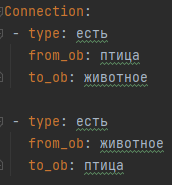 Connection:
- type: есть
from_ob: птица
to_ob: животное
- type: есть
from_ob: животное
to_ob: птица